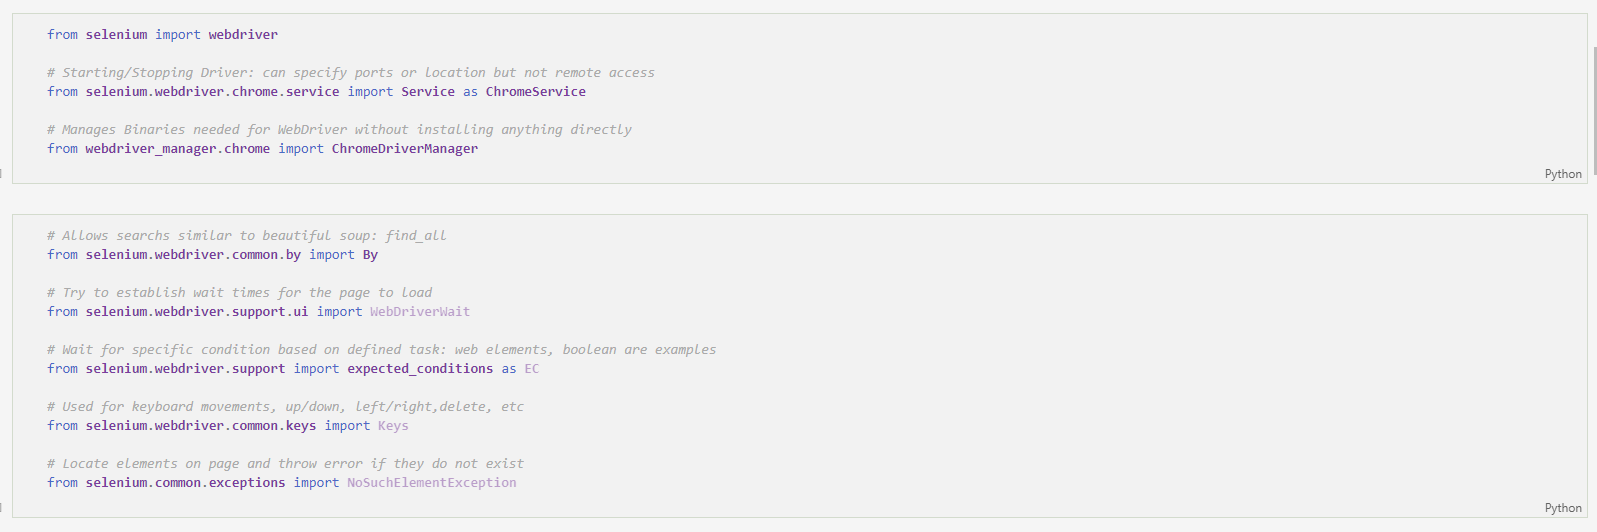 from selenium import webdriver
# Starting/Stopping Driver: can specify ports or location but not remote access
from selenium.webdriver.chrome.service import Service as ChromeService
# Manages Binaries needed for WebDriver without installing anything directly
from webdriver_manager.chrome import ChromeDriverManager
Python
# Allows searchs similar to beautiful soup: find_all
from selenium.webdriver.common.by import By
# Try to establish wait times for the page to load
from selenium.webdriver.support.ui import WebDriverWait
# Wait for specific condition based on defined task: web elements, boolean are examples
from selenium.webdriver.support import expected_conditions as EC
# Used for keyboard movements, up/down, left/right,delete, etc
from selenium.webdriver.common.keys import Keys
# Locate elements on page and throw error if they do not exist
from selenium.common.exceptions import NoSuchElementException
Python